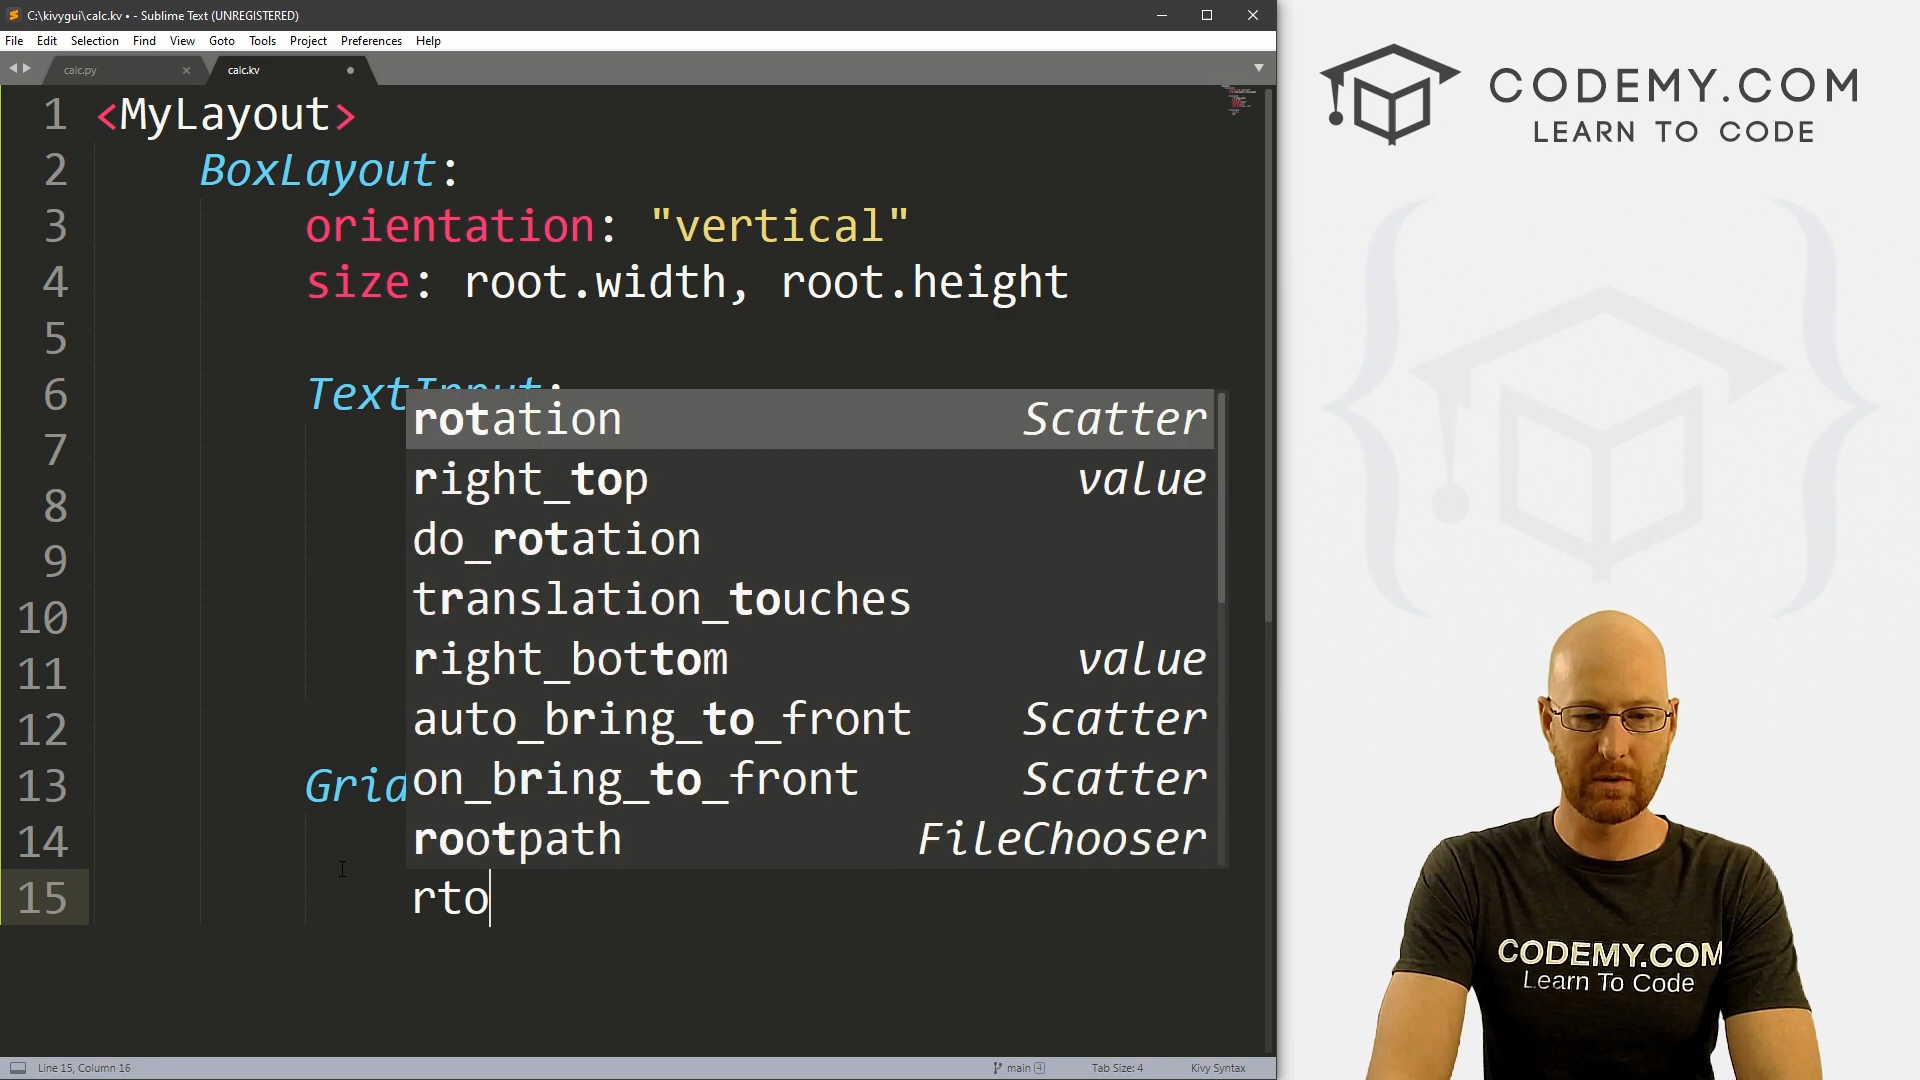 C:\kivygui\calc.kv • - Sublime Text (UNREGISTERED)
File Edit Selection Find View Goto Tools Project Preferences Help
calc.py
calc.kv
1 <MyLayout>
2 BoxLayout:
3 orientation: "vertical"
4 size: root.width, root.height
5
6 TextInput:
rotation Scatter
7
right_top value
8
do_rotation
9
translation_touches
10
right_bottom value
11
auto_bring_to_front Scatter
12
on_bring_to_front Scatter
13 Grid
rootpath FileChooser
14
15 rto
Line 15, Column 16
main 4
Tab Size: 4
Kivy Syntax
CODEMY.COM
LEARN TO CODE
CODEMY.COM
Learn To Code